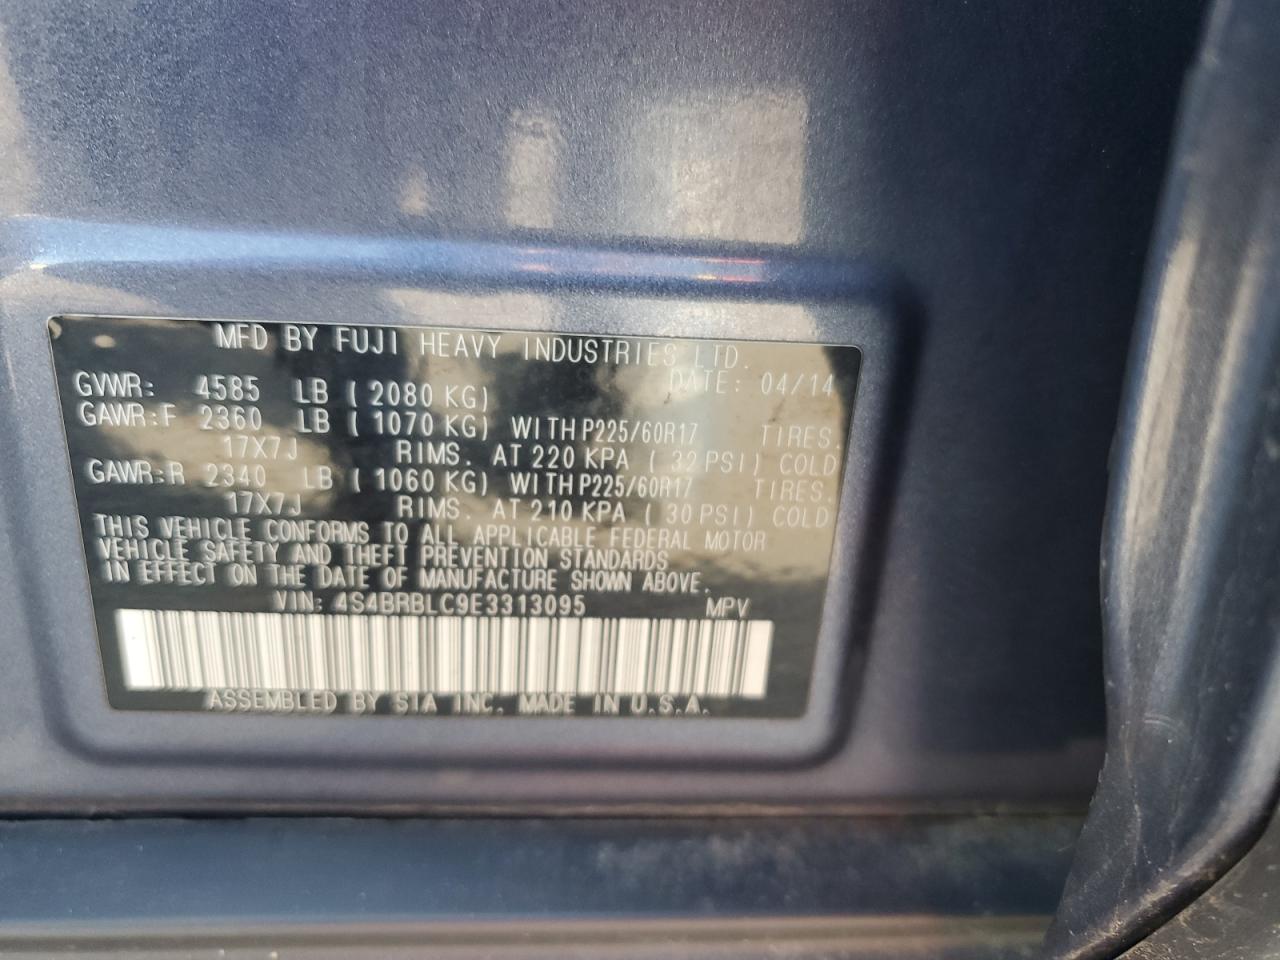 MFD BY FUJI HEAVY INDUSTRIES LTD.
DATE: 04/14
GVWR: 4585 LB (2080 KG)
GAWR:F 2360 LB (1070 KG) WITH P225/60R17 TIRES.
17X7J RIMS. AT 220 KPA (32 PSI) COLD
GAWR:R 2340 LB (1060 KG) WITH P225/60R17 TIRES.
17X7J RIMS. AT 210 KPA (30 PSI) COLD
THIS VEHICLE CONFORMS TO ALL APPLICABLE FEDERAL MOTOR
VEHICLE SAFETY AND THEFT PREVENTION STANDARDS
IN EFFECT ON THE DATE OF MANUFACTURE SHOWN ABOVE.
VIN: 4S4BRBLC9E3313095 MPV
ASSEMBLED BY SIA INC. MADE IN U.S.A.